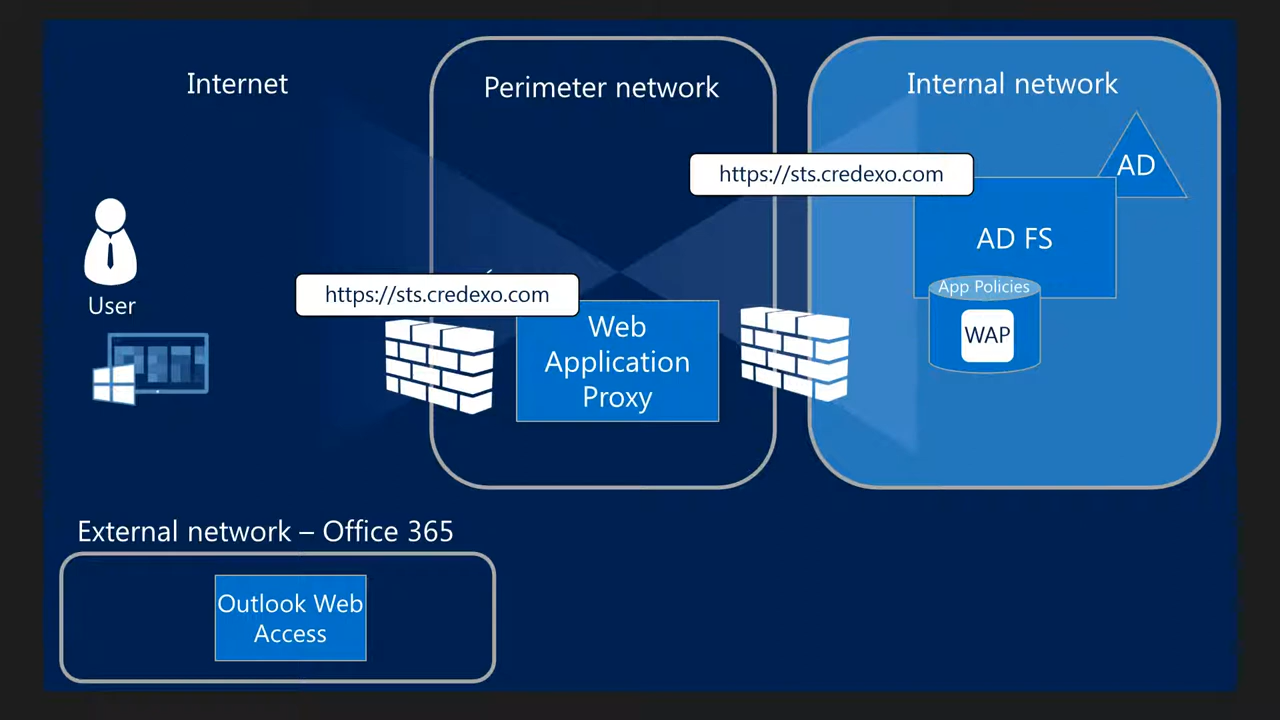 Internet
Perimeter network
Internal network
https://sts.credexo.com
AD
AD FS
App Policies
WAP
User
https://sts.credexo.com
Web
Application
Proxy
External network – Office 365
Outlook Web
Access